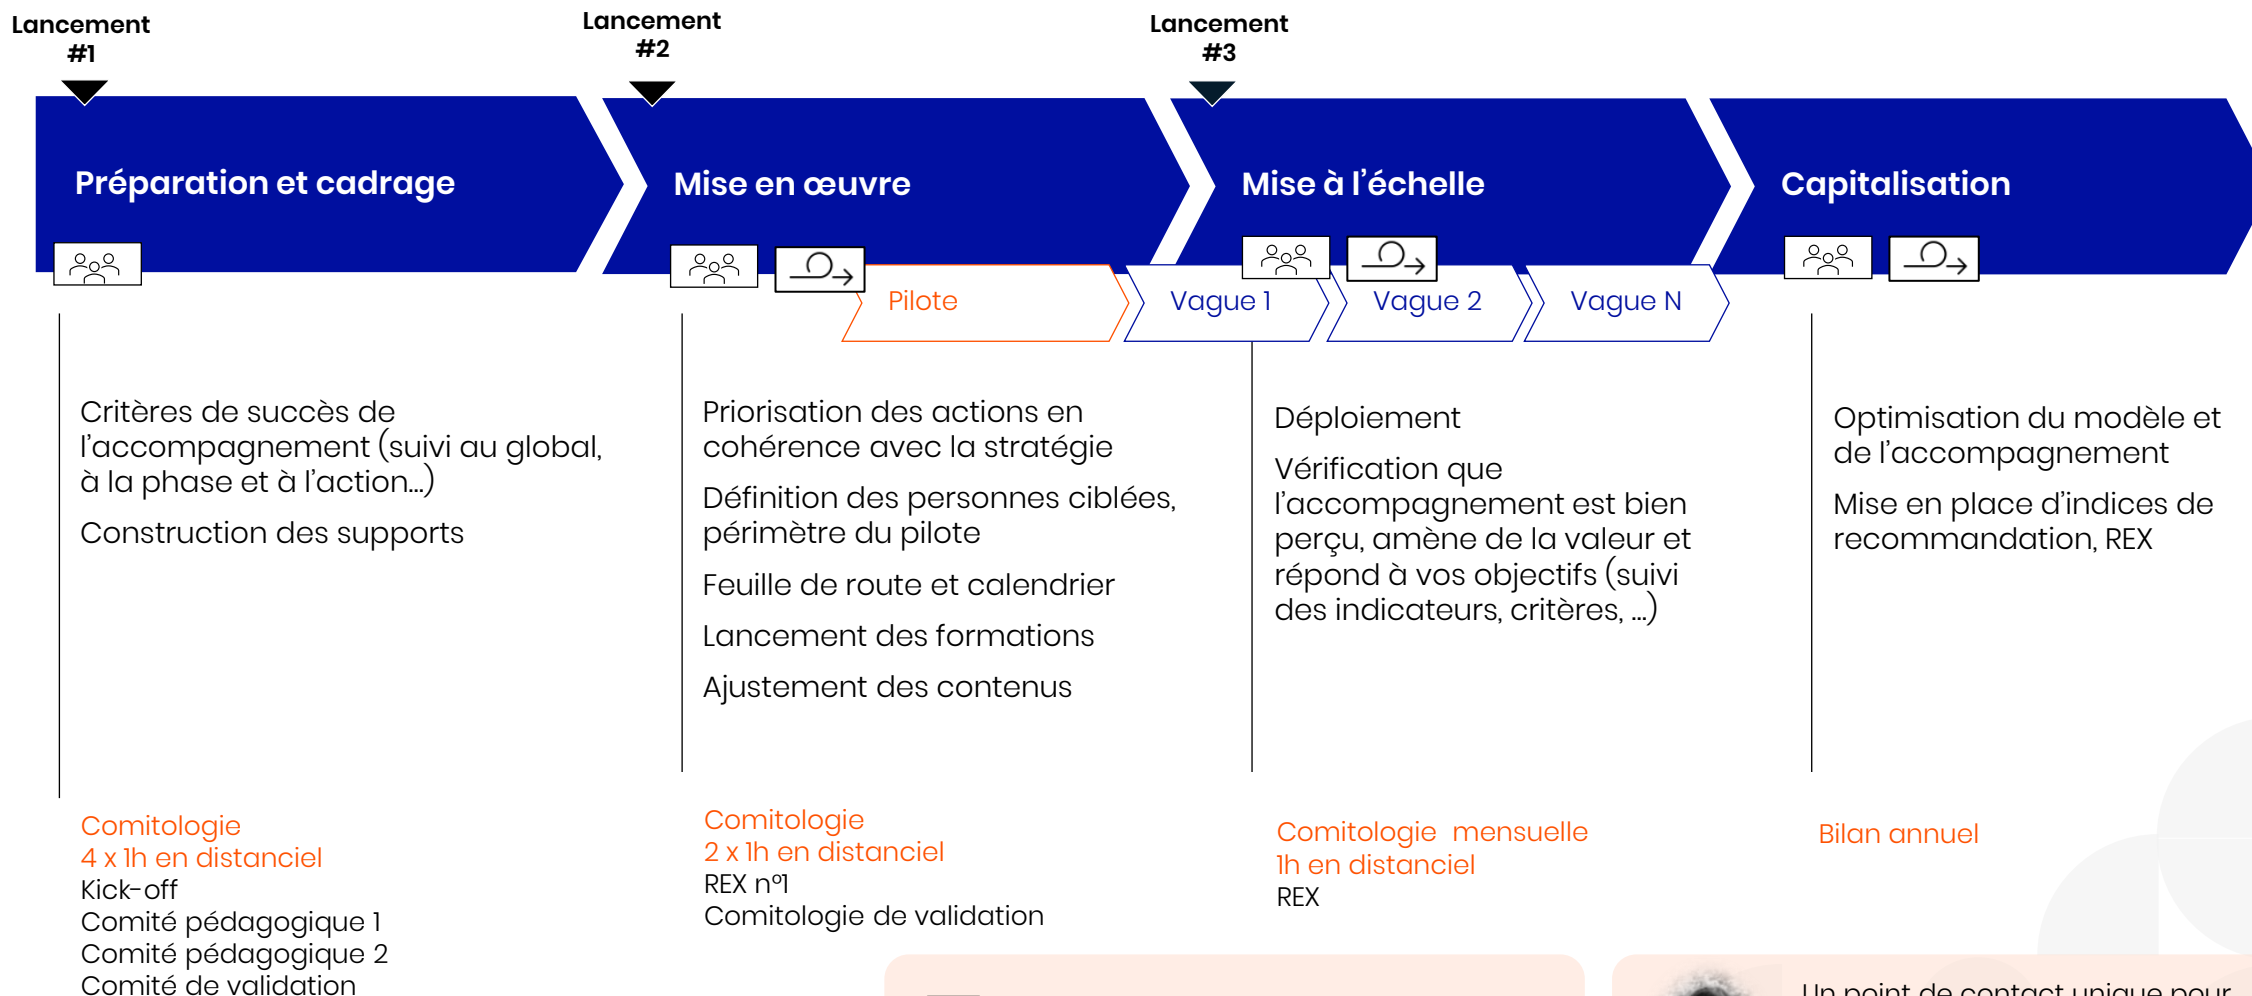 Lancement
#1
Lancement
#2
Lancement
#3
Préparation et cadrage
Mise en œuvre
Mise à l’échelle
Capitalisation
Pilote
Vague 1
Vague 2
Vague N
Critères de succès de
l’accompagnement (suivi au global,
à la phase et à l’action…)
Construction des supports
Priorisation des actions en
cohérence avec la stratégie
Définition des personnes ciblées,
périmètre du pilote
Feuille de route et calendrier
Lancement des formations
Ajustement des contenus
Déploiement
Vérification que
l’accompagnement est bien
perçu, amène de la valeur et
répond à vos objectifs (suivi
des indicateurs, critères, …)
Optimisation du modèle et
de l’accompagnement
Mise en place d’indices de
recommandation, REX
Comitologie
4 x 1h en distanciel
Kick-off
Comité pédagogique 1
Comité pédagogique 2
Comité de validation
Comitologie
2 x 1h en distanciel
REX n°1
Comitologie de validation
Comitologie mensuelle
1h en distanciel
REX
Bilan annuel
Un point de contact unique pour